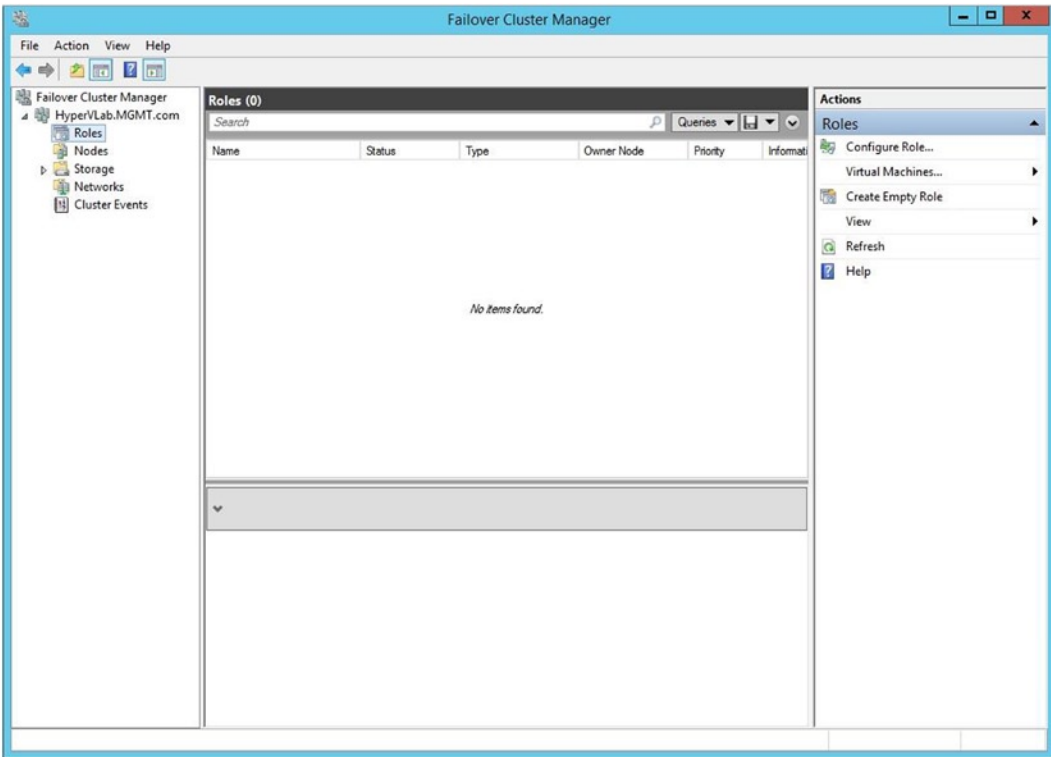 Failover Cluster Manager
File Action View Help
Failover Cluster Manager
HyperVLab.MGMT.com
Roles
Nodes
Storage
Networks
Cluster Events
Roles (0)
Search
Queries
Name Status Type Owner Node Priority Informati
No items found.
Actions
Roles
Configure Role...
Virtual Machines...
Create Empty Role
View
Refresh
Help